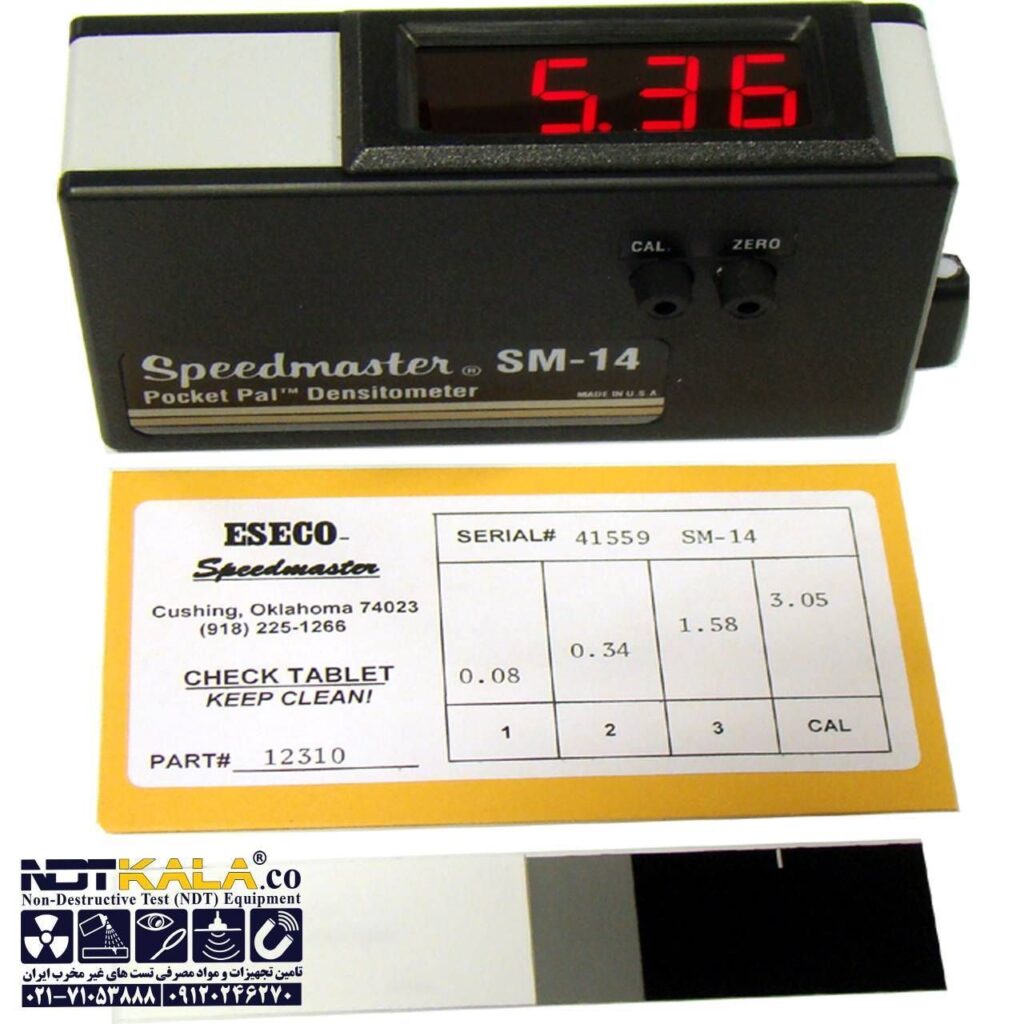 5.36
CAL. ZERO
Speedmaster ® SM-14
Pocket Pal™ Densitometer MADE IN U.S.A
ESECO-
Speedmaster
Cushing, Oklahoma 74023
(918) 225-1266
CHECK TABLET
KEEP CLEAN!
PART# 12310
SERIAL# 41559 SM-14
0.08 0.34 1.58 3.05
1 2 3 CAL
NDTKALA®.co
Non-Destructive Test (NDT) Equipment
تامین تجهیزات و مواد مصرفی تست های غیر مخرب ایران
۰۲۱-۷۱۰۵۳۸۸۸ | ۰۹۱۲۰۲۴۶۲۷۰